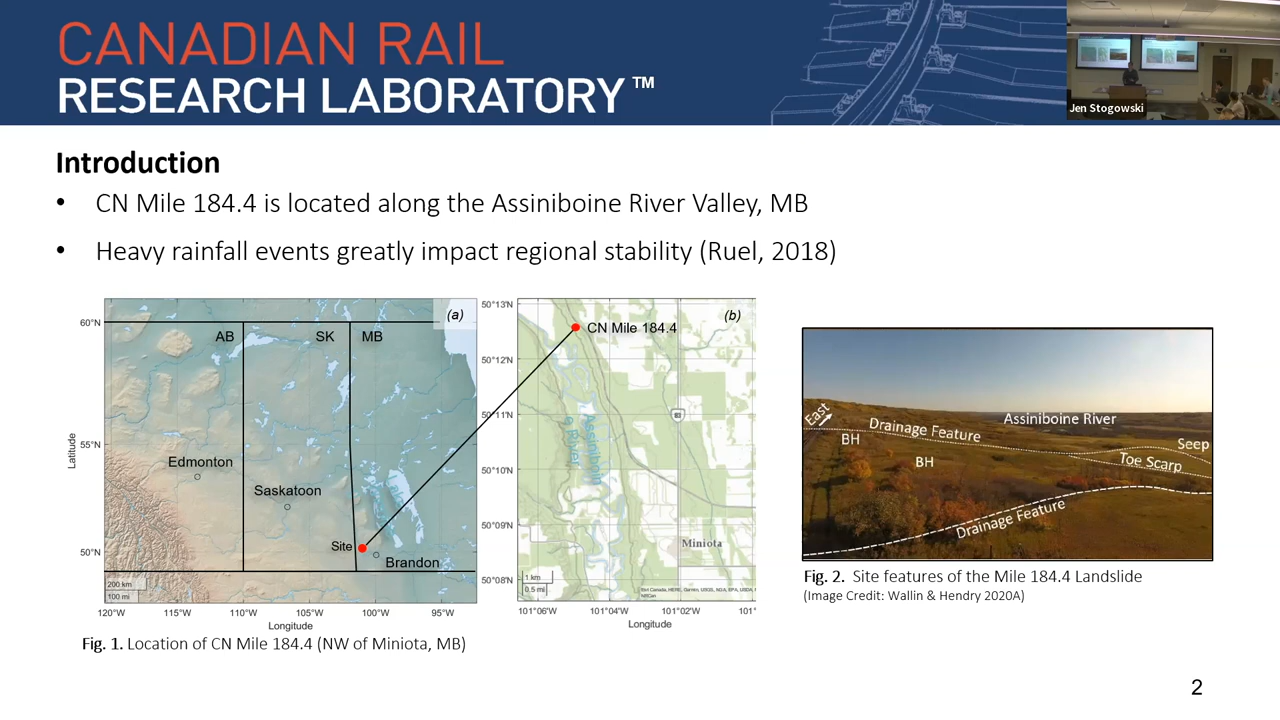 CANADIAN RAIL
RESEARCH LABORATORY™
Jen Stogowski
Introduction
• CN Mile 184.4 is located along the Assiniboine River Valley, MB
• Heavy rainfall events greatly impact regional stability (Ruel, 2018)
(a)
60°N
AB
SK
MB
55°N
Latitude
Edmonton
Saskatoon
50°N
Site
Brandon
200 km
100 mi
120°W
115°W
110°W
105°W
100°W
95°W
Longitude
(b)
50°13'N
CN Mile 184.4
50°12'N
50°11'N
Assiniboin
e River
50°10'N
50°09'N
Miniota
50°08'N
1 km
0.5 mi
101°06'W
101°04'W
101°02'W
101°
Longitude
Fig. 1. Location of CN Mile 184.4 (NW of Miniota, MB)
East
BH
Drainage Feature
Assiniboine River
Seep
BH
Toe Scarp
Drainage Feature
Fig. 2. Site features of the Mile 184.4 Landslide
(Image Credit: Wallin & Hendry 2020A)
2